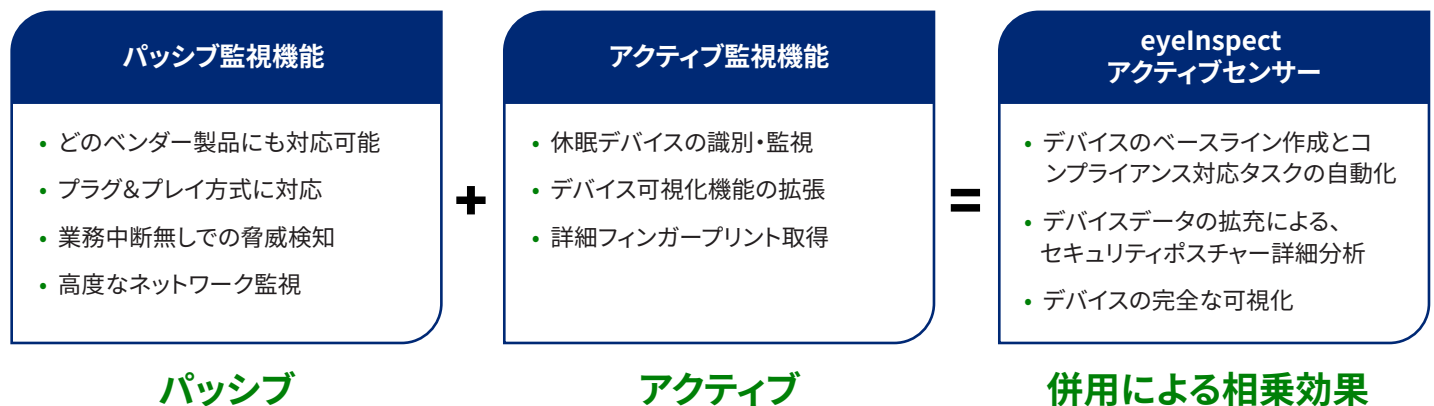 パッシブ監視機能
• どのベンダー製品にも対応可能
• プラグ&プレイ方式に対応
• 業務中断無しでの脅威検知
• 高度なネットワーク監視
パッシブ
+
アクティブ監視機能
• 休眠デバイスの識別・監視
• デバイス可視化機能の拡張
• 詳細フィンガープリント取得
アクティブ
=
eyeInspect
アクティブセンサー
• デバイスのベースライン作成とコ
ンプライアンス対応タスクの自動化
• デバイスデータの拡充による、
セキュリティポスチャー詳細分析
• デバイスの完全な可視化
併用による相乗効果